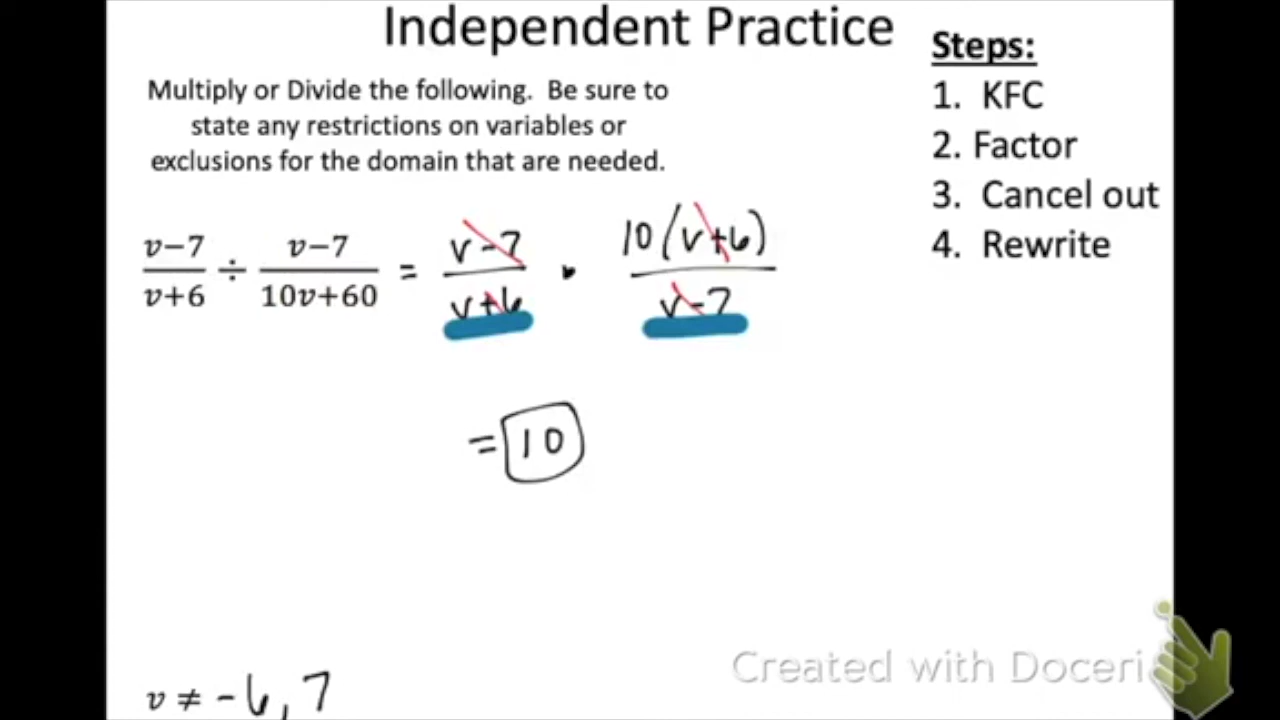 Independent Practice
Steps:
1. KFC
2. Factor
3. Cancel out
4. Rewrite
Multiply or Divide the following. Be sure to
state any restrictions on variables or
exclusions for the domain that are needed.
(v−7)/(v+6) ÷ (v−7)/(10v+60) = (v-7)/(v+6) · 10(v+6)/(v-7)
= 10
v ≠ -6, 7
Created with Doceri